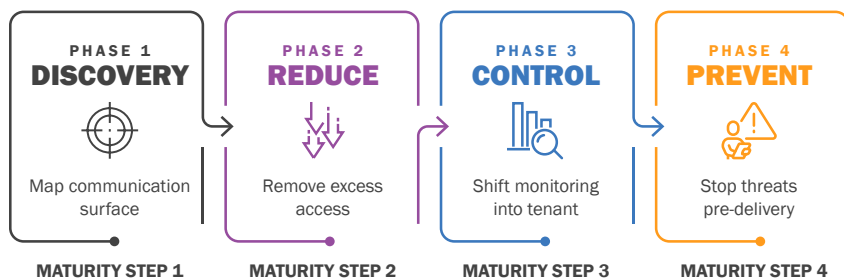 PHASE 1
DISCOVERY
Map communication
surface
MATURITY STEP 1
PHASE 2
REDUCE
Remove excess
access
MATURITY STEP 2
PHASE 3
CONTROL
Shift monitoring
into tenant
MATURITY STEP 3
PHASE 4
PREVENT
Stop threats
pre-delivery
MATURITY STEP 4